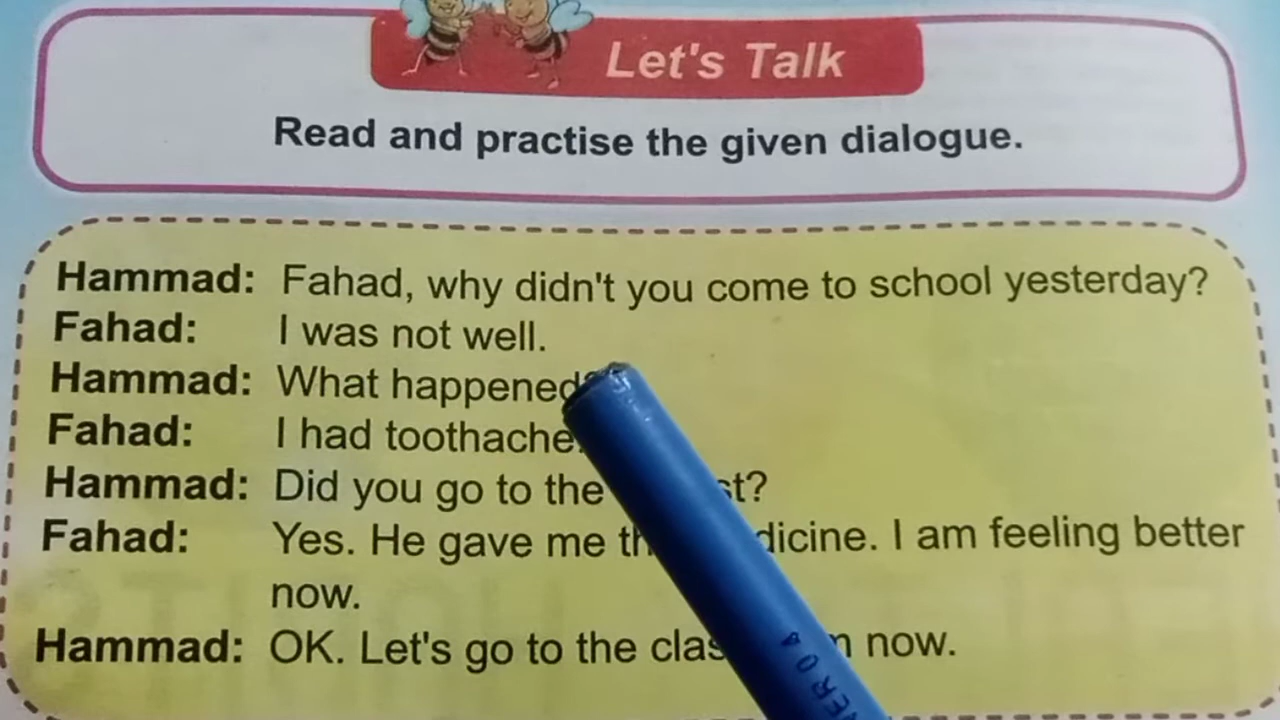 Let's Talk
Read and practise the given dialogue.
Hammad: Fahad, why didn't you come to school yesterday?
Fahad: I was not well.
Hammad: What happened?
Fahad: I had toothache.
Hammad: Did you go to the
Fahad: Yes. He gave me I am feeling better
now.
Hammad: OK. Let's go to the now.